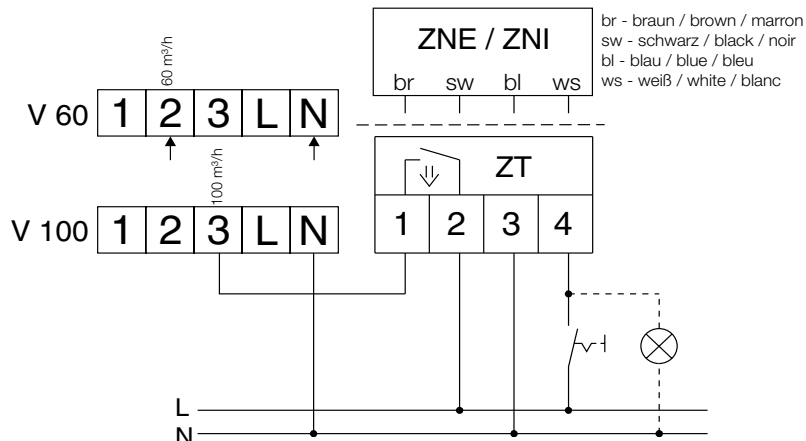 ZNE / ZNI
br sw bl ws
br - braun / brown / marron
sw - schwarz / black / noir
bl - blau / blue / bleu
ws - weiß / white / blanc
60 m³/h
V 60 1 2 3 L N
ZT
1 2 3 4
100 m³/h
V 100 1 2 3 L N
L
N